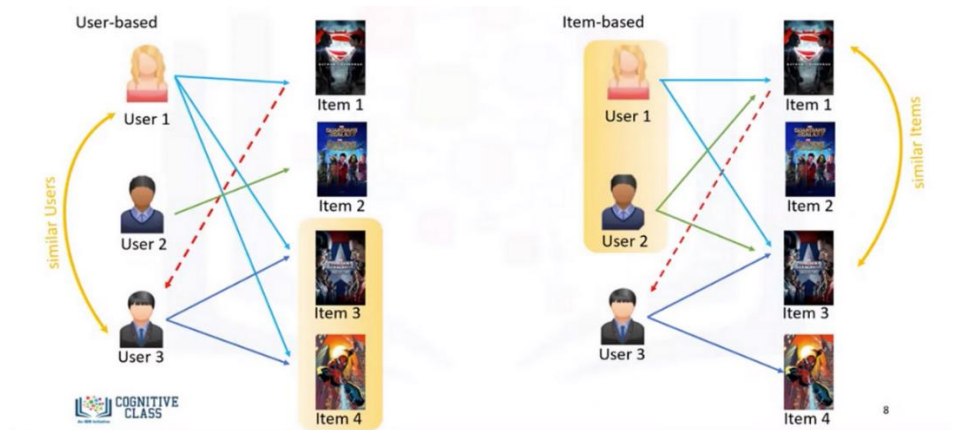 User-based
User 1
User 2
User 3
similar Users
Item 1
Item 2
Item 3
Item 4
COGNITIVE
CLASS
Item-based
User 1
User 2
User 3
Item 1
Item 2
Item 3
Item 4
similar Items
8